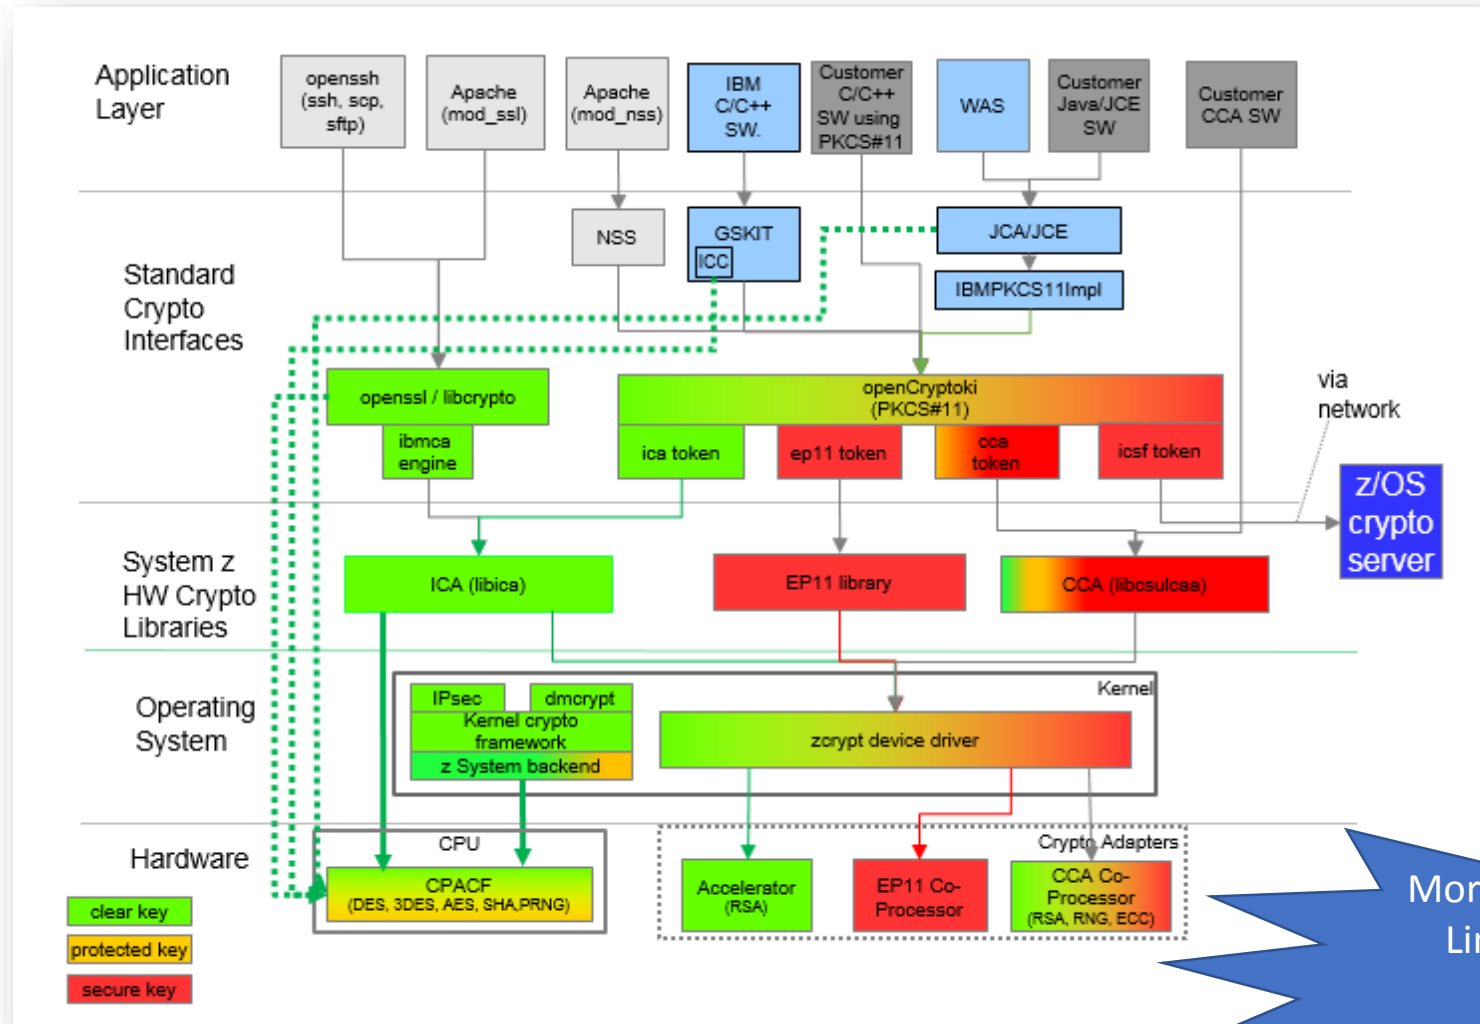 Application
Layer
openssh
(ssh, scp,
sftp)
Apache
(mod_ssl)
Apache
(mod_nss)
IBM
C/C++
SW.
Customer
C/C++
SW using
PKCS#11
WAS
Customer
Java/JCE
SW
Customer
CCA SW
Standard
Crypto
Interfaces
NSS
GSKIT
ICC
JCA/JCE
IBMPKCS11Impl
openssl / libcrypto
ibmca
engine
openCryptoki
(PKCS#11)
ica token
ep11 token
cca
token
icsf token
via
network
z/OS
crypto
server
System z
HW Crypto
Libraries
ICA (libica)
EP11 library
CCA (libcsulcaa)
Operating
System
Kernel
IPsec
dmcrypt
Kernel crypto
framework
z System backend
zcrypt device driver
Hardware
CPU
CPACF
(DES, 3DES, AES, SHA,PRNG)
Crypto Adapters
Accelerator
(RSA)
EP11 Co-
Processor
CCA Co-
Processor
(RSA, RNG, ECC)
clear key
protected key
secure key